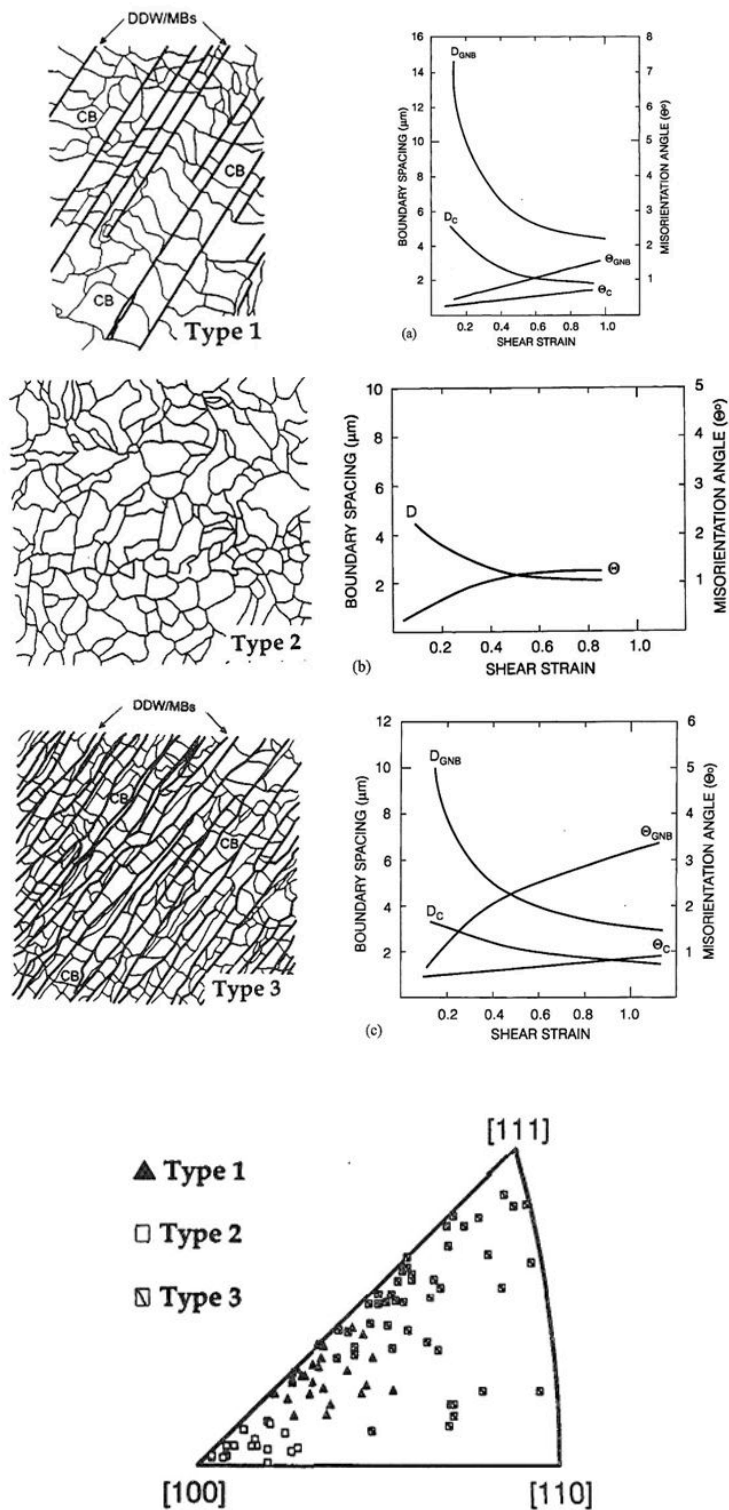 DDW/MBs
CB
CB
CB
Type 1
16
14
12
10
8
6
4
2
BOUNDARY SPACING (μm)
D_GNB
D_C
Θ_GNB
Θ_C
8
7
6
5
4
3
2
1
MISORIENTATION ANGLE (Θ°)
0.2 0.4 0.6 0.8 1.0
SHEAR STRAIN
(a)
Type 2
10
8
6
4
2
BOUNDARY SPACING (μm)
D
Θ
5
4
3
2
1
MISORIENTATION ANGLE (Θ°)
0.2 0.4 0.6 0.8 1.0
SHEAR STRAIN
(b)
DDW/MBs
CB
CB
CB
Type 3
12
10
8
6
4
2
BOUNDARY SPACING (μm)
D_GNB
Θ_GNB
D_C
Θ_C
6
5
4
3
2
1
MISORIENTATION ANGLE (Θo)
0.2 0.4 0.6 0.8 1.0
SHEAR STRAIN
(c)
[111]
Type 1
Type 2
Type 3
[100] [110]